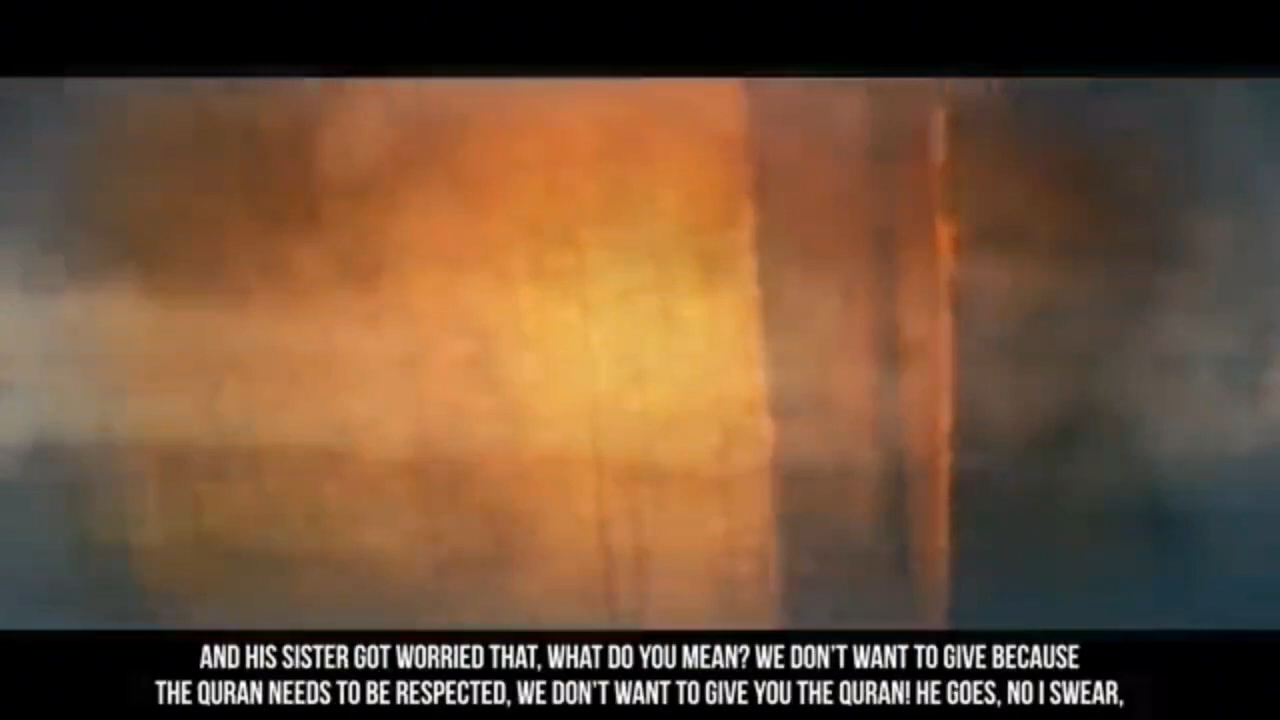 AND HIS SISTER GOT WORRIED THAT, WHAT DO YOU MEAN? WE DON'T WANT TO GIVE BECAUSE
THE QURAN NEEDS TO BE RESPECTED, WE DON'T WANT TO GIVE YOU THE QURAN! HE GOES, NO I SWEAR,